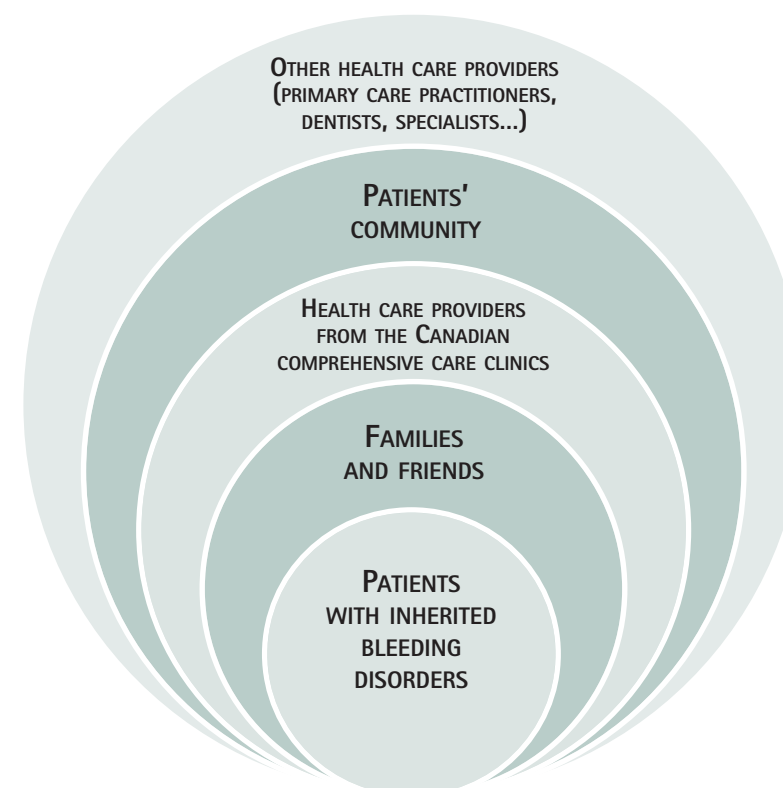 OTHER HEALTH CARE PROVIDERS
(PRIMARY CARE PRACTITIONERS,
DENTISTS, SPECIALISTS...)
PATIENTS'
COMMUNITY
HEALTH CARE PROVIDERS
FROM THE CANADIAN
COMPREHENSIVE CARE CLINICS
FAMILIES
AND FRIENDS
PATIENTS
WITH INHERITED
BLEEDING
DISORDERS